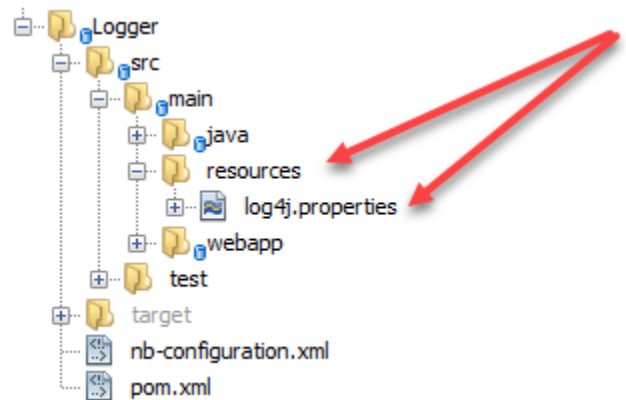 Logger
src
main
java
resources
log4j.properties
webapp
test
target
nb-configuration.xml
pom.xml